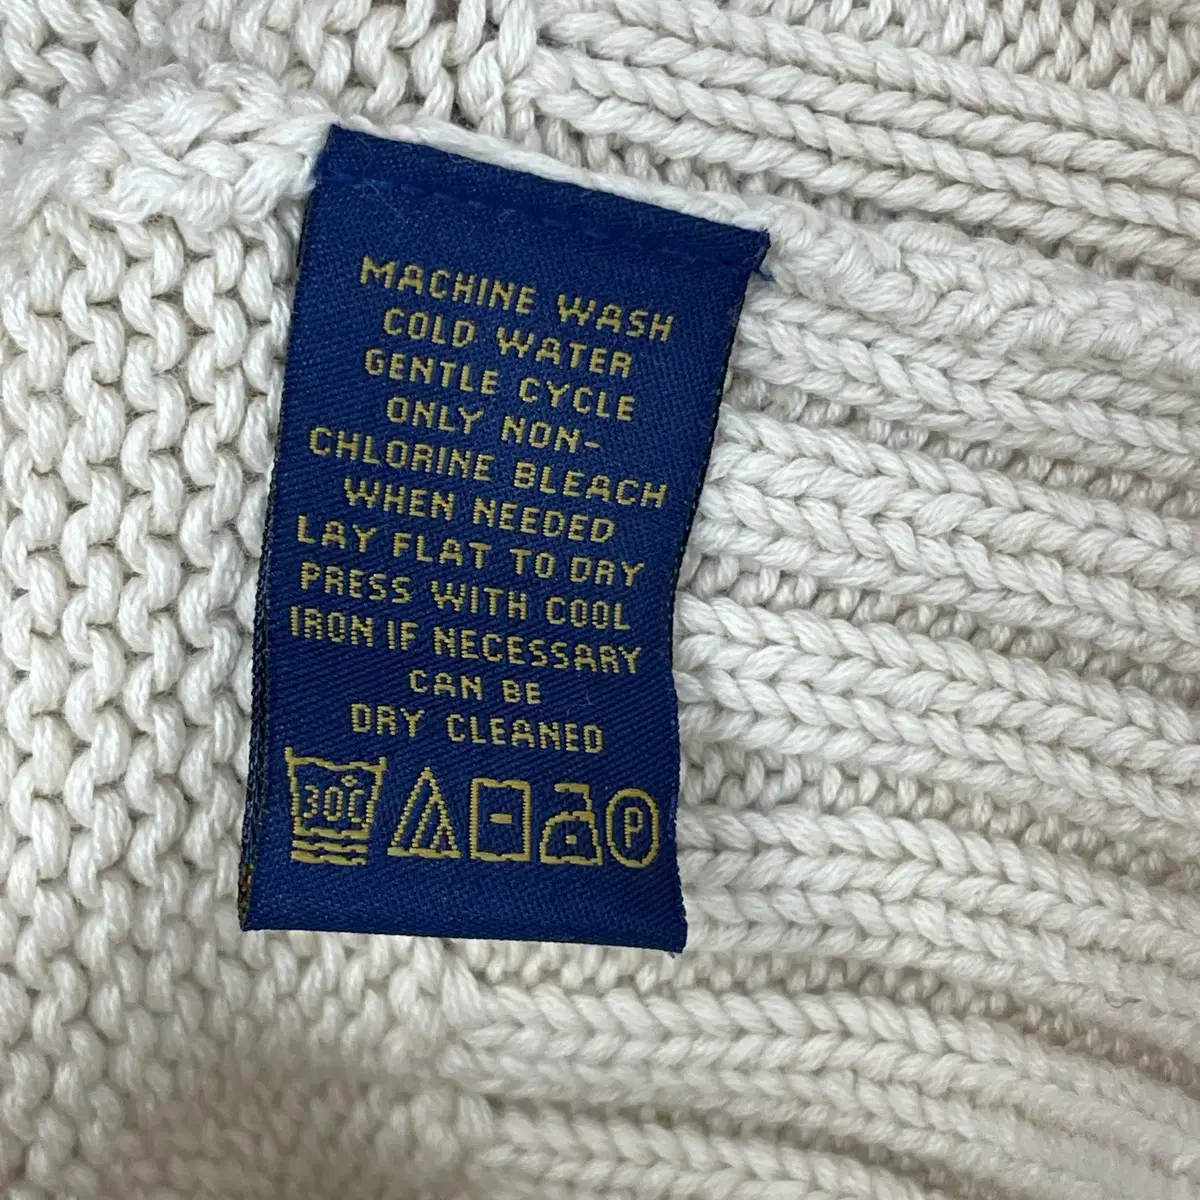 MACHINE WASH
COLD WATER
GENTLE CYCLE
ONLY NON-
CHLORINE BLEACH
WHEN NEEDED
LAY FLAT TO DRY
PRESS WITH COOL
IRON IF NECESSARY
CAN BE
DRY CLEANED
30°C P